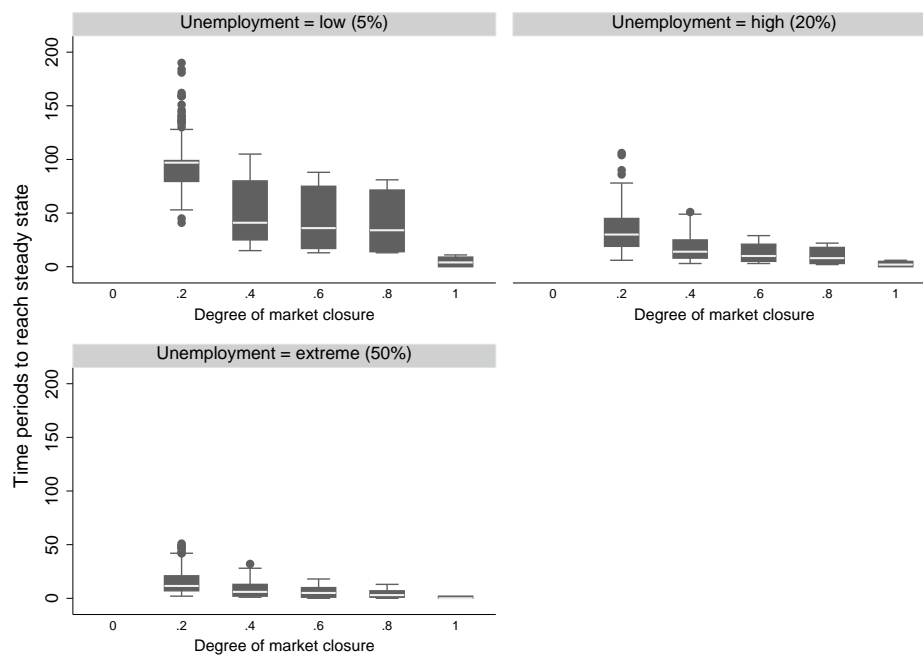 Unemployment = low (5%)
Unemployment = high (20%)
Time periods to reach steady state
200
150
100
50
0
0 .2 .4 .6 .8 1
Degree of market closure
0 .2 .4 .6 .8 1
Degree of market closure
Unemployment = extreme (50%)
200
150
100
50
0
0 .2 .4 .6 .8 1
Degree of market closure